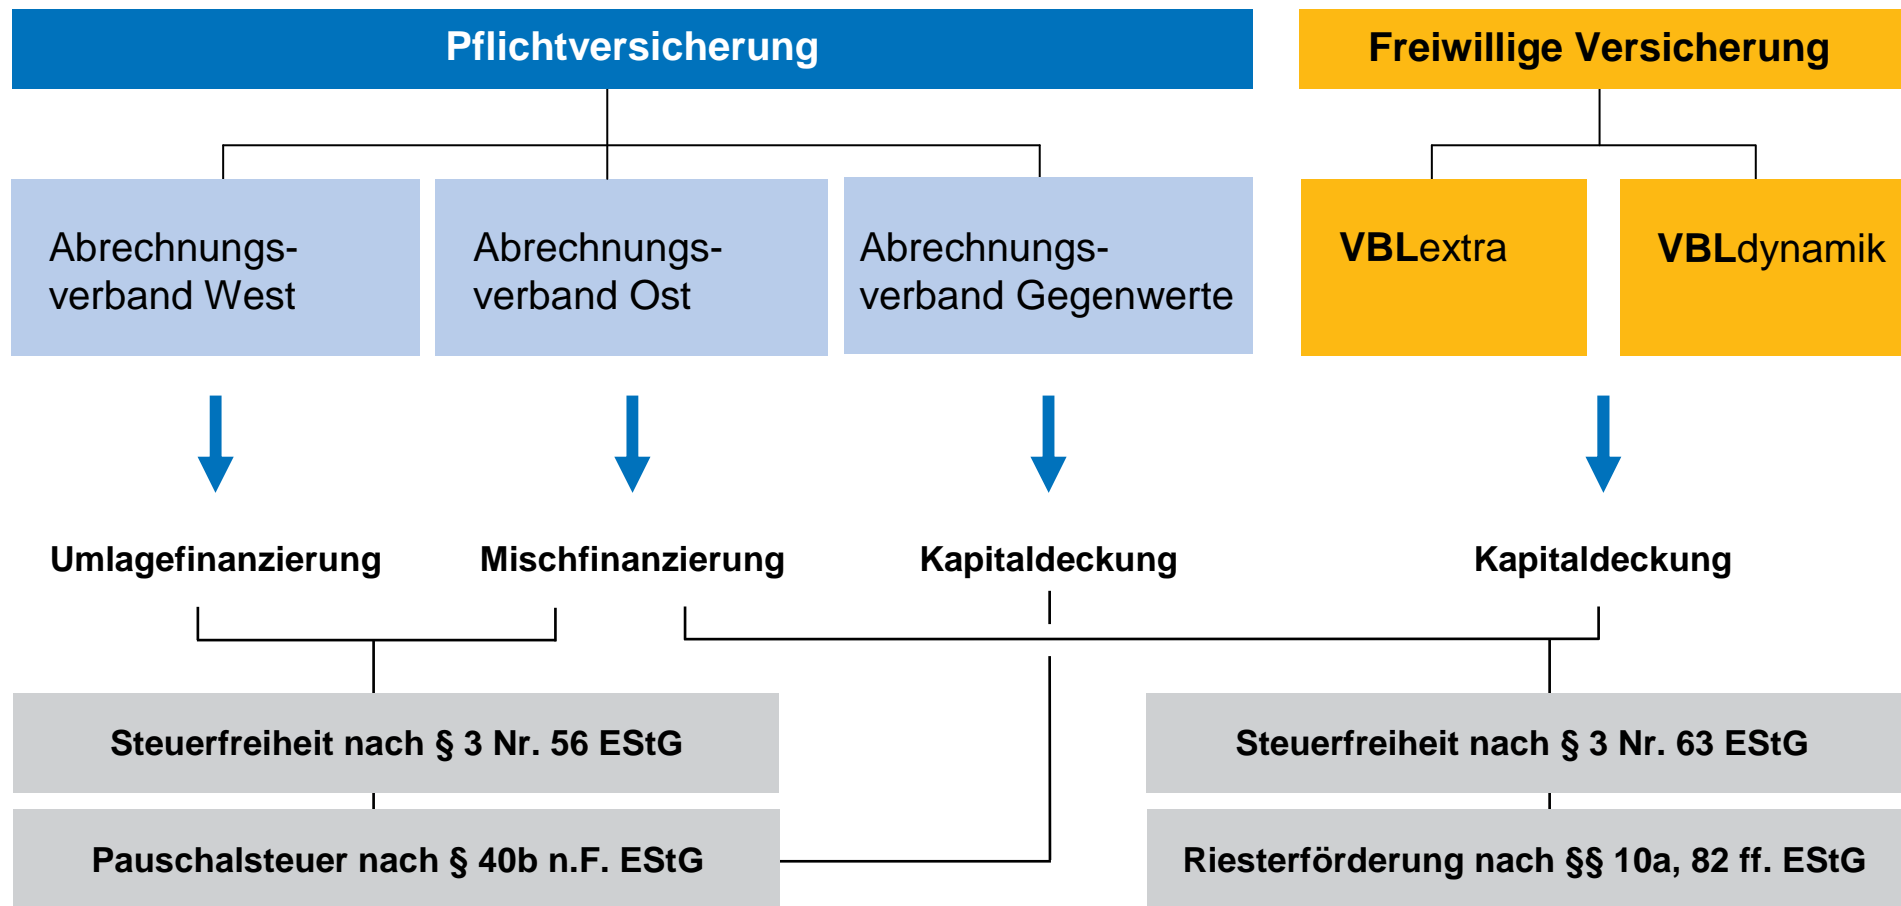 Pflichtversicherung
Freiwillige Versicherung
Abrechnungs-
verband West
Abrechnungs-
verband Ost
Abrechnungs-
verband Gegenwerte
VBLextra
VBLdynamik
Umlagefinanzierung
Mischfinanzierung
Kapitaldeckung
Kapitaldeckung
Steuerfreiheit nach § 3 Nr. 56 EStG
Steuerfreiheit nach § 3 Nr. 63 EStG
Pauschalsteuer nach § 40b n.F. EStG
Riesterförderung nach §§ 10a, 82 ff. EStG